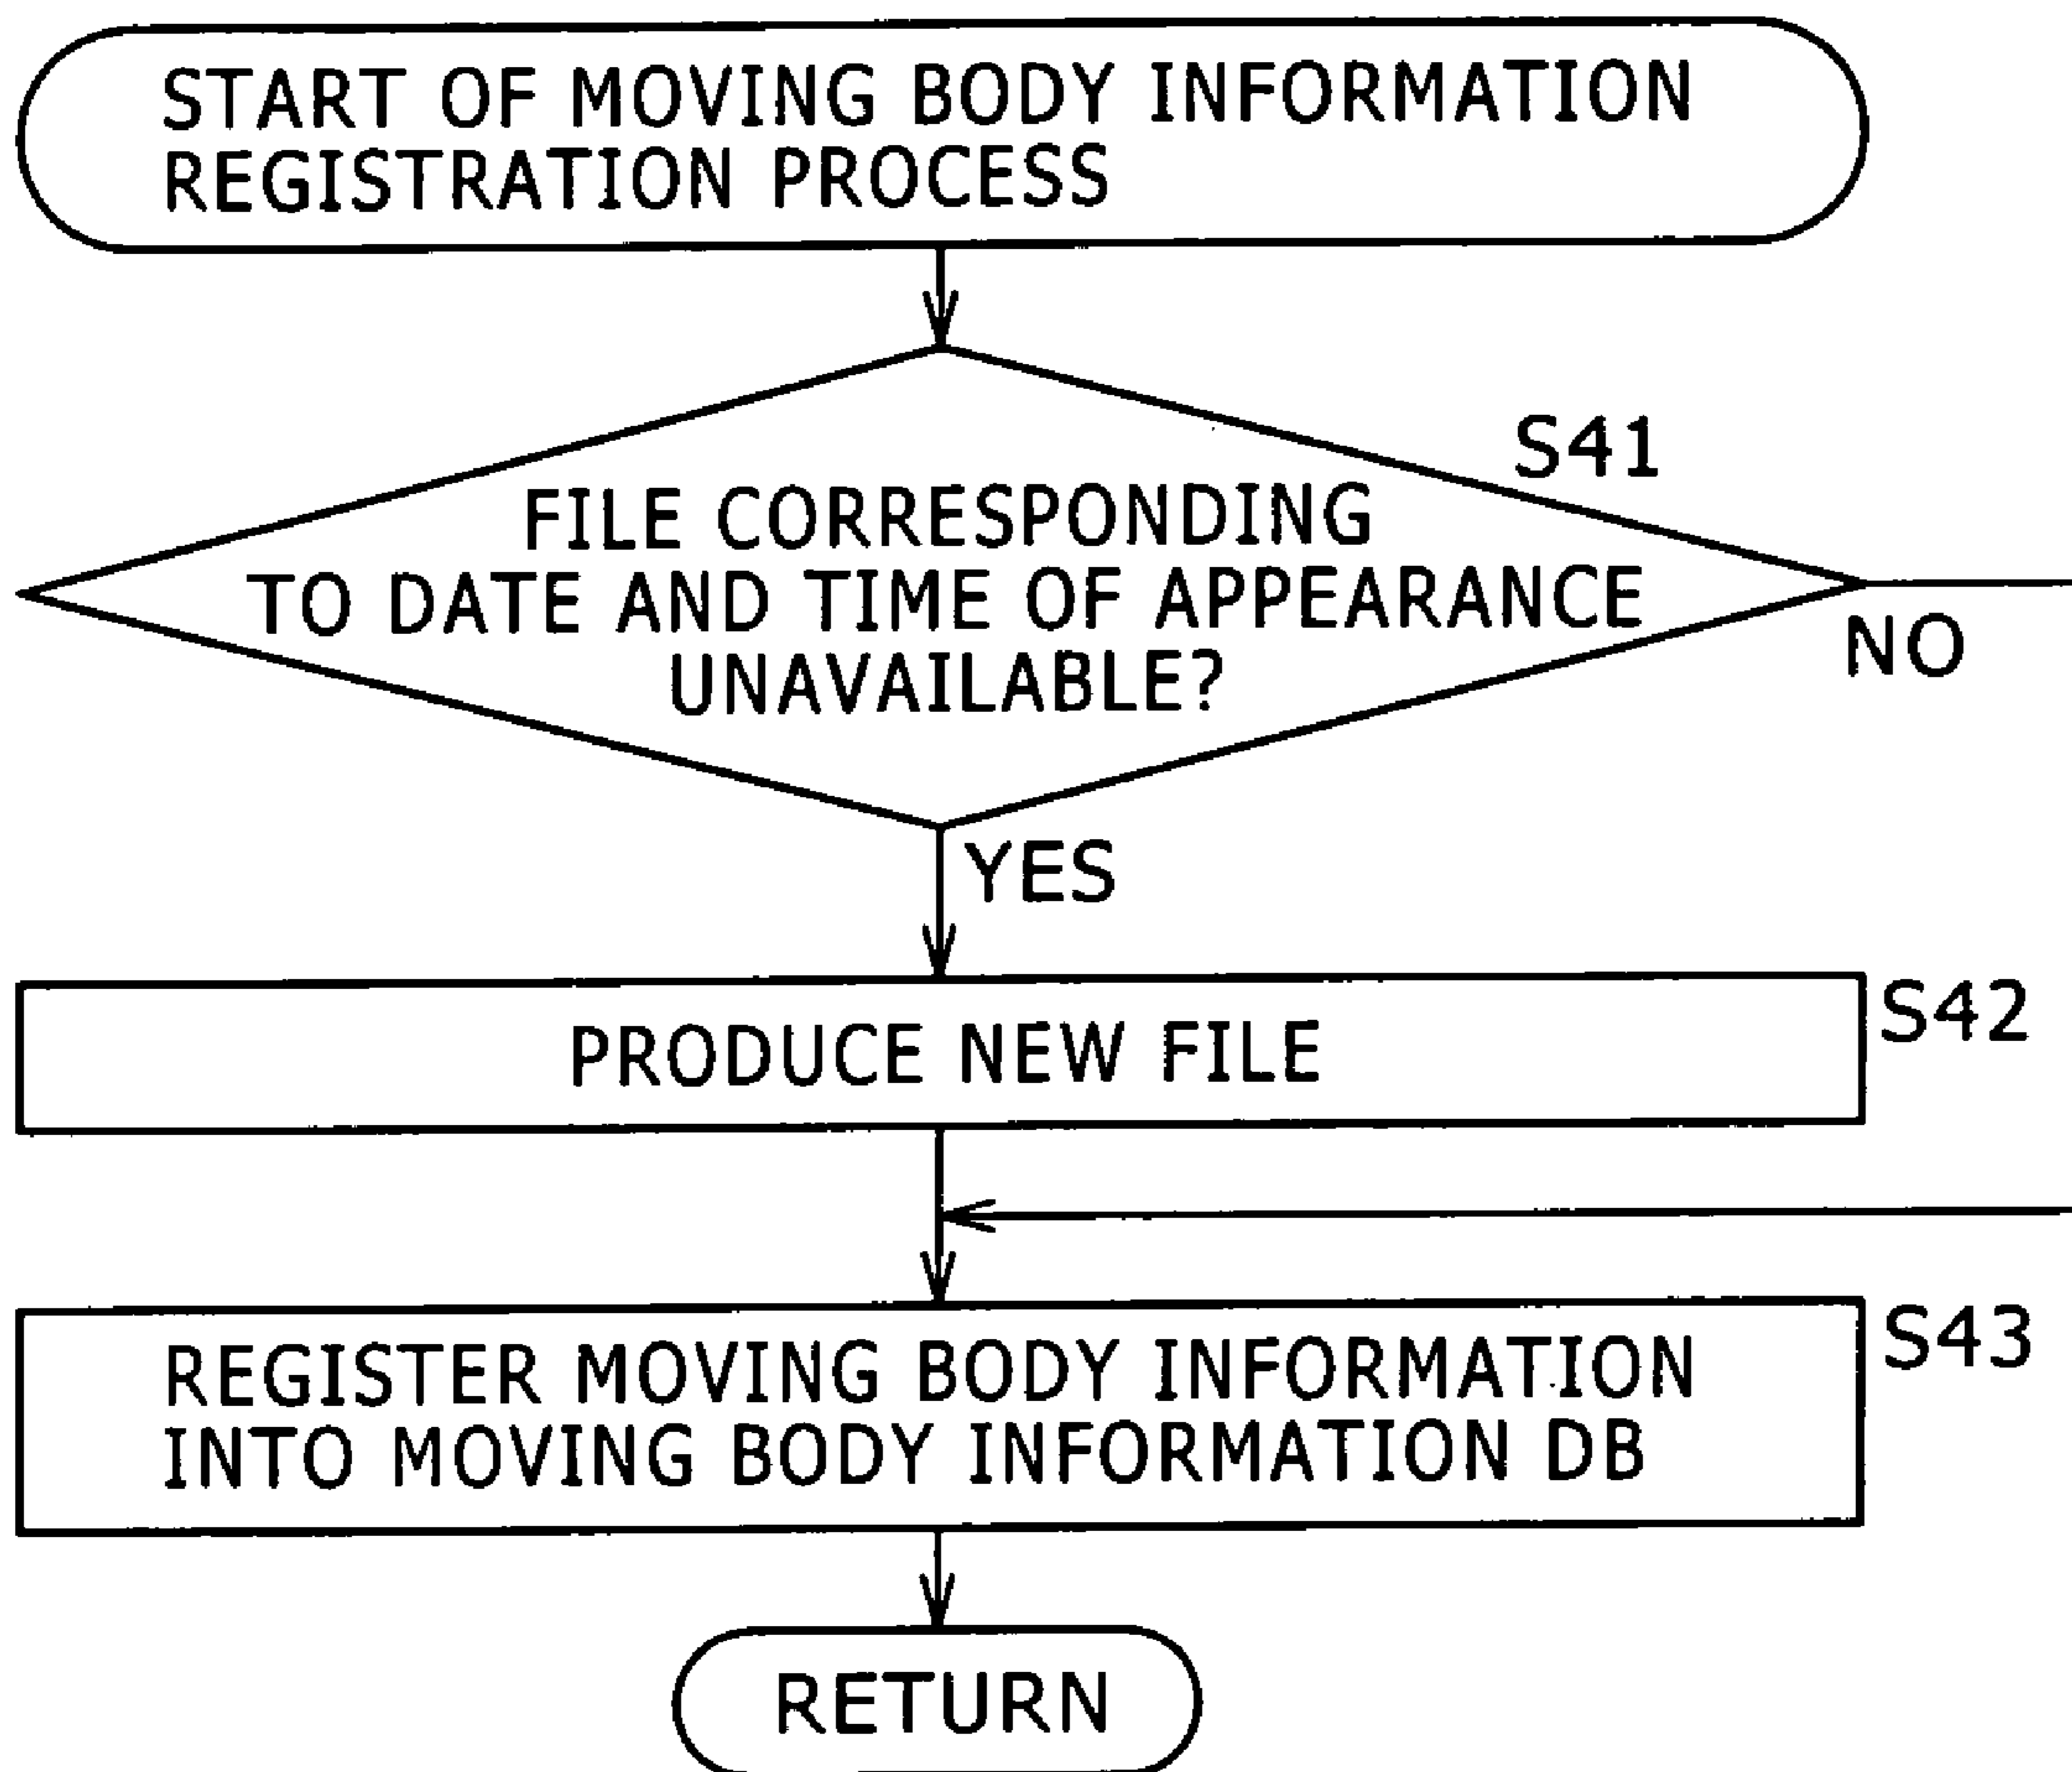 START OF MOVING BODY INFORMATION
REGISTRATION PROCESS
S41
FILE CORRESPONDING
TO DATE AND TIME OF APPEARANCE
UNAVAILABLE?
NO
YES
PRODUCE NEW FILE
S42
REGISTER MOVING BODY INFORMATION
INTO MOVING BODY INFORMATION DB
S43
RETURN